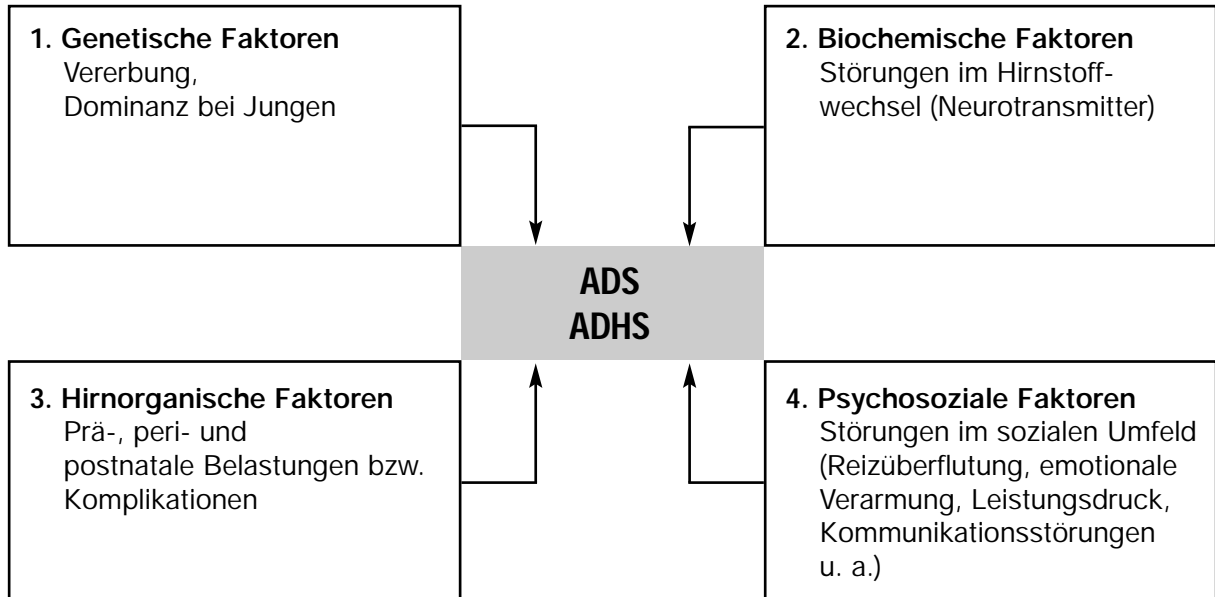 1. Genetische Faktoren
Vererbung,
Dominanz bei Jungen
2. Biochemische Faktoren
Störungen im Hirnstoff-
wechsel (Neurotransmitter)
ADS
ADHS
3. Hirnorganische Faktoren
Prä-, peri- und
postnatale Belastungen bzw.
Komplikationen
4. Psychosoziale Faktoren
Störungen im sozialen Umfeld
(Reizüberflutung, emotionale
Verarmung, Leistungsdruck,
Kommunikationsstörungen
u. a.)